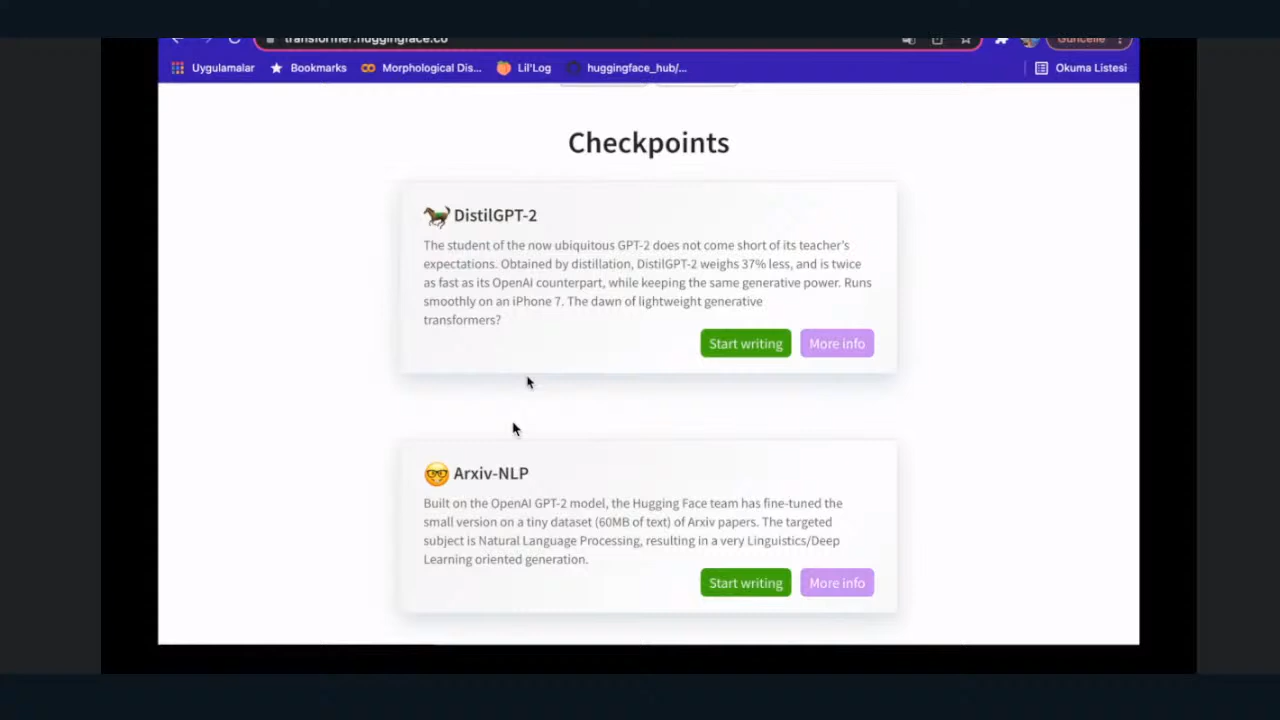 transformer.huggingface.co
Güncelle
Uygulamalar
Bookmarks
Morphological Dis...
Lil'Log
huggingface_hub/...
Okuma Listesi
Checkpoints
DistilGPT-2
The student of the now ubiquitous GPT-2 does not come short of its teacher's
expectations. Obtained by distillation, DistilGPT-2 weighs 37% less, and is twice
as fast as its OpenAI counterpart, while keeping the same generative power. Runs
smoothly on an iPhone 7. The dawn of lightweight generative
transformers?
Start writing
More info
Arxiv-NLP
Built on the OpenAI GPT-2 model, the Hugging Face team has fine-tuned the
small version on a tiny dataset (60MB of text) of Arxiv papers. The targeted
subject is Natural Language Processing, resulting in a very Linguistics/Deep
Learning oriented generation.
Start writing
More info